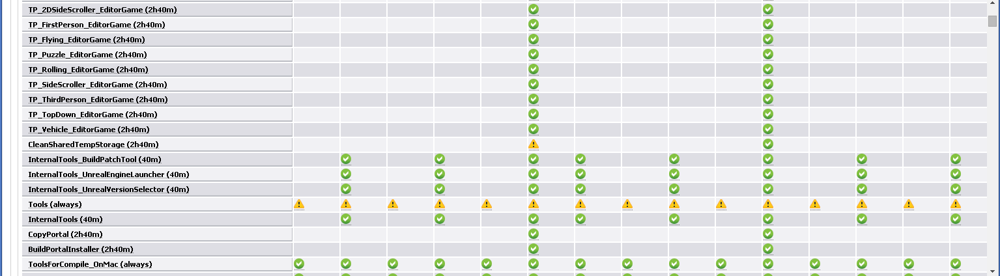 TP_2DSideScroller_EditorGame (2h40m)
TP_FirstPerson_EditorGame (2h40m)
TP_Flying_EditorGame (2h40m)
TP_Puzzle_EditorGame (2h40m)
TP_Rolling_EditorGame (2h40m)
TP_SideScroller_EditorGame (2h40m)
TP_ThirdPerson_EditorGame (2h40m)
TP_TopDown_EditorGame (2h40m)
TP_Vehicle_EditorGame (2h40m)
CleanSharedTempStorage (2h40m)
InternalTools_BuildPatchTool (40m)
InternalTools_UnrealEngineLauncher (40m)
InternalTools_UnrealVersionSelector (40m)
Tools (always)
InternalTools (40m)
CopyPortal (2h40m)
BuildPortalInstaller (2h40m)
ToolsForCompile_OnMac (always)